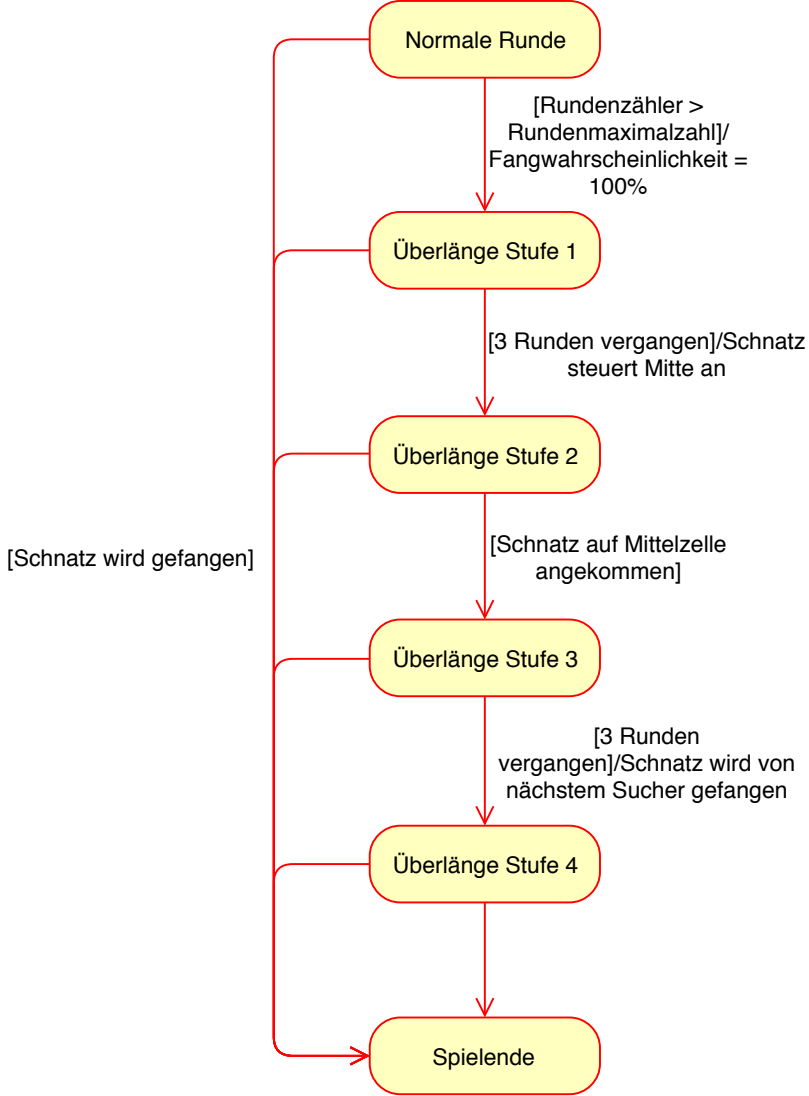 Normale Runde
[Rundenzähler >
Rundenmaximalzahl]/
Fangwahrscheinlichkeit =
100%
Überlänge Stufe 1
[3 Runden vergangen]/Schnatz
steuert Mitte an
Überlänge Stufe 2
[Schnatz wird gefangen]
[Schnatz auf Mittelzelle
angekommen]
Überlänge Stufe 3
[3 Runden
vergangen]/Schnatz wird von
nächstem Sucher gefangen
Überlänge Stufe 4
Spielende